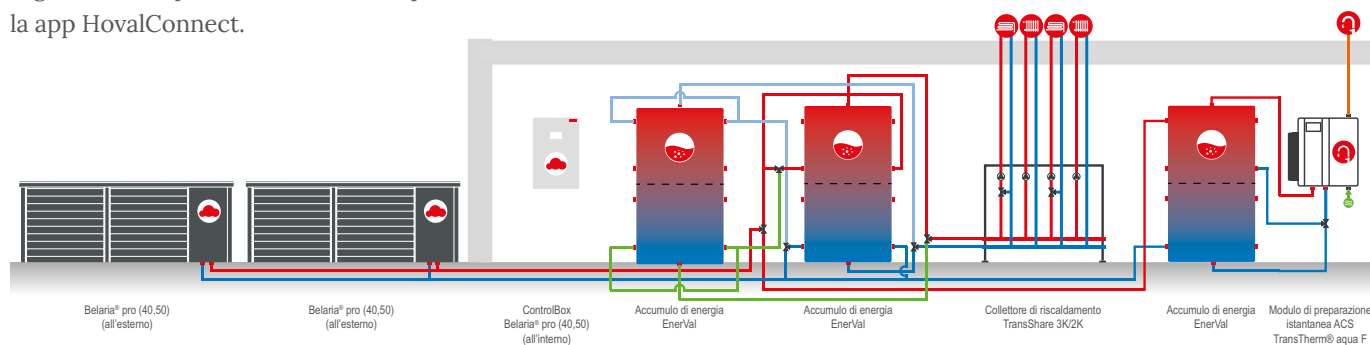 la app HovalConnect.
Belaria® pro (40,50)
(all'esterno)
Belaria® pro (40,50)
(all'esterno)
ControlBox
Belaria® pro (40,50)
(all'interno)
Accumulo di energia
EnerVal
Accumulo di energia
EnerVal
Collettore di riscaldamento
TransShare 3K/2K
Accumulo di energia
EnerVal
Modulo di preparazione
istantanea ACS
TransTherm® aqua F